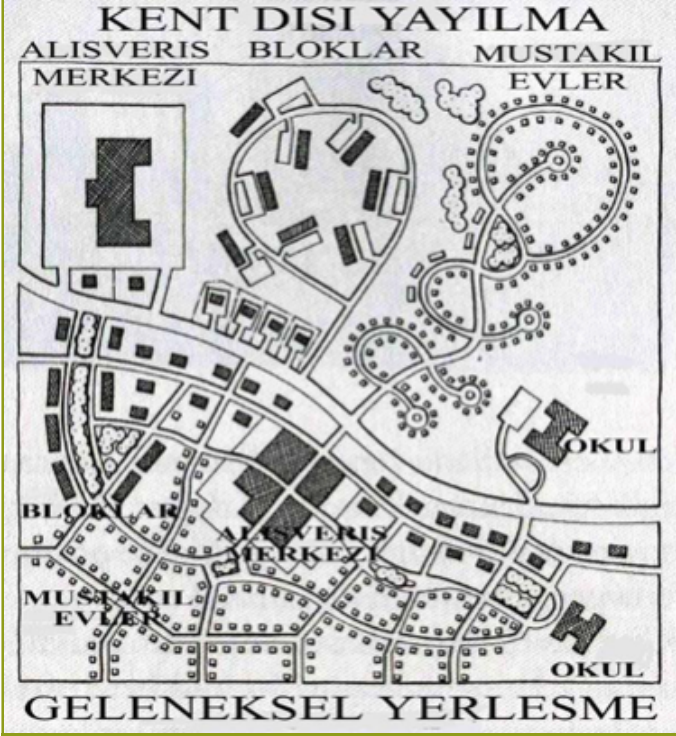 KENT DISI YAYILMA
ALISVERIS
MERKEZI
BLOKLAR
MUSTAKIL
EVLER
OKUL
BLOKLAR
ALISVERIS
MERKEZI
MUSTAKIL
EVLER
OKUL
GELENEKSEL YERLESME